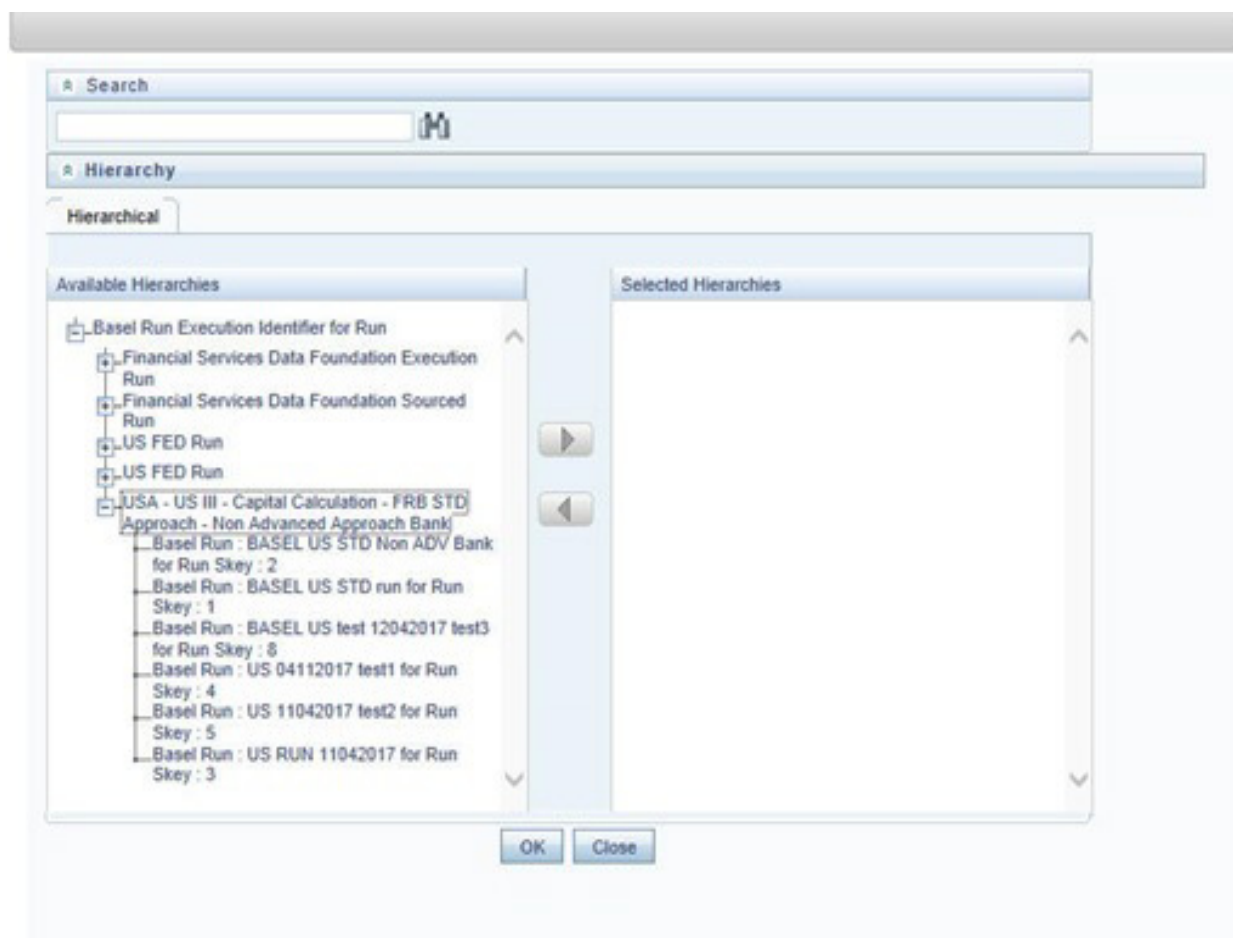 Search
Hierarchy
Hierarchical
Available Hierarchies
Selected Hierarchies
Basel Run Execution Identifier for Run
Financial Services Data Foundation Execution
Run
Financial Services Data Foundation Sourced
Run
US FED Run
US FED Run
USA - US III - Capital Calculation - FRB STD
Approach - Non Advanced Approach Bank
Basel Run : BASEL US STD Non ADV Bank
for Run Skey : 2
Basel Run : BASEL US STD run for Run
Skey : 1
Basel Run : BASEL US test 12042017 test3
for Run Skey : 8
Basel Run : US 04112017 test1 for Run
Skey : 4
Basel Run : US 11042017 test2 for Run
Skey : 5
Basel Run : US RUN 11042017 for Run
Skey : 3
OK
Close